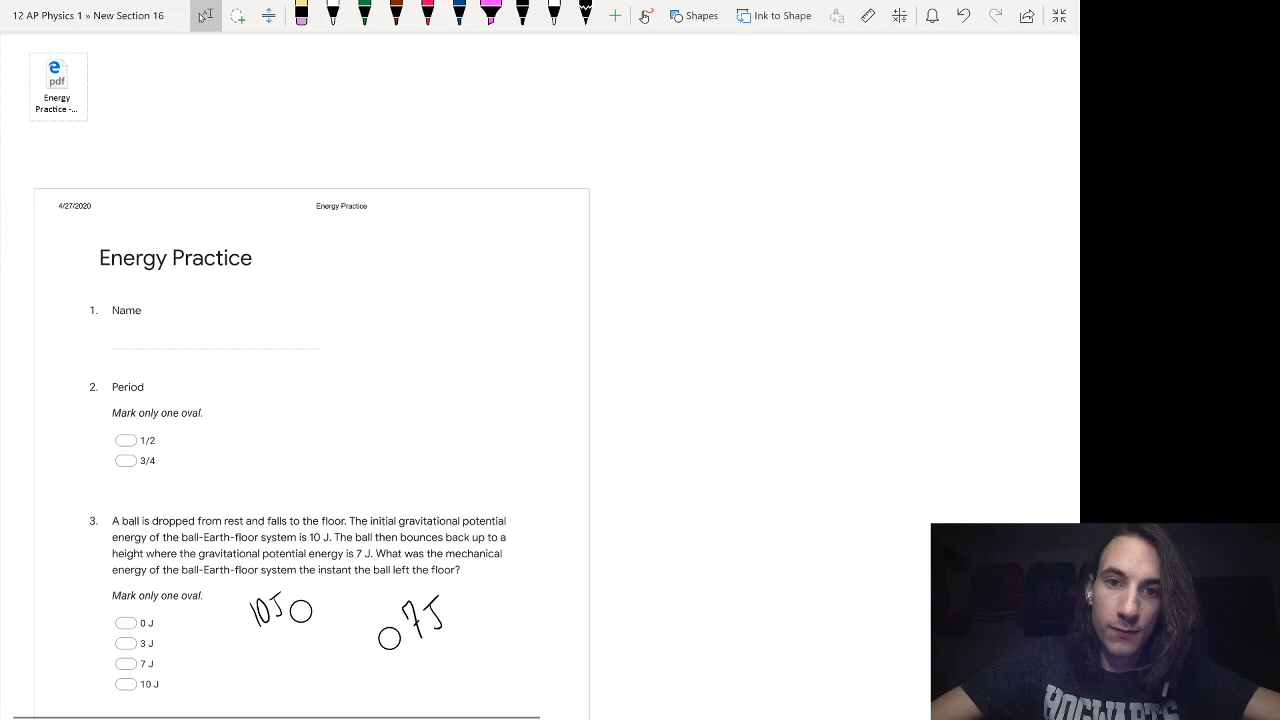 12 AP Physics 1 » New Section 16
Shapes
Ink to Shape
pdf
Energy
Practice -...
4/27/2020
Energy Practice
Energy Practice
1. Name
2. Period
Mark only one oval.
1/2
3/4
3. A ball is dropped from rest and falls to the floor. The initial gravitational potential
energy of the ball-Earth-floor system is 10 J. The ball then bounces back up to a
height where the gravitational potential energy is 7 J. What was the mechanical
energy of the ball-Earth-floor system the instant the ball left the floor?
Mark only one oval.
10J
7J
0 J
3 J
7 J
10 J
HOGWARTS